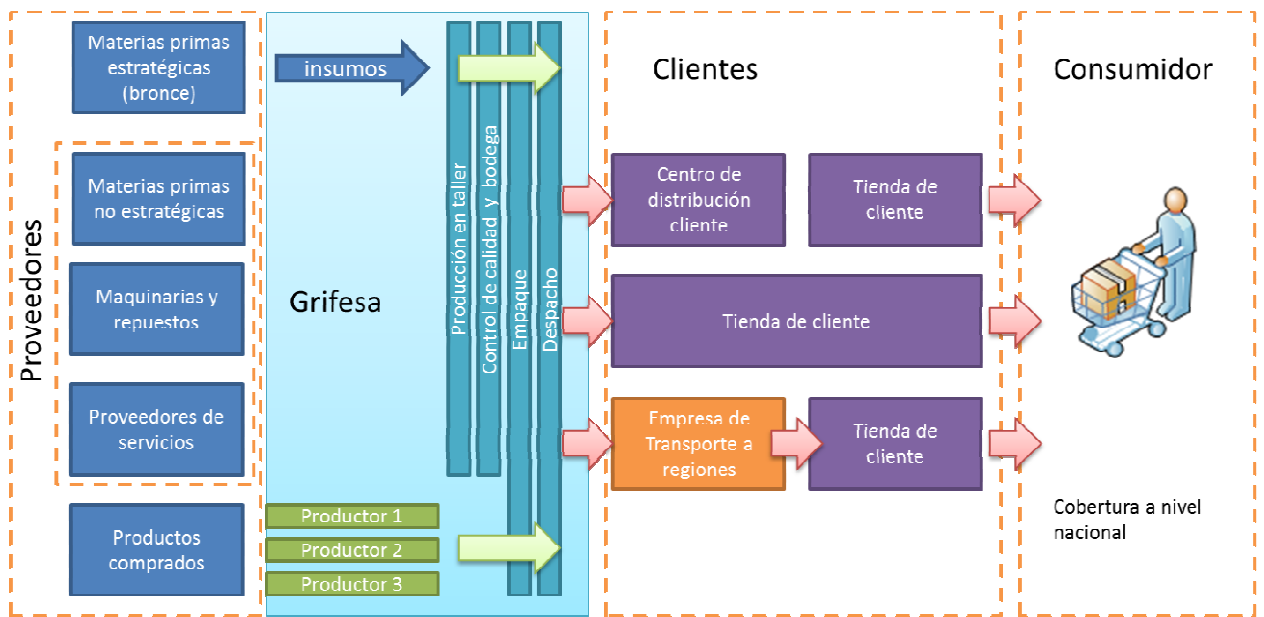 Proveedores
Materias primas
estratégicas
(bronce)
Materias primas
no estratégicas
Maquinarias y
repuestos
Proveedores de
servicios
Productos
comprados
insumos
Grifesa
Productor 1
Productor 2
Productor 3
Producción en taller
Control de calidad y bodega
Empaque
Despacho
Clientes
Centro de
distribución
cliente
Tienda de
cliente
Tienda de cliente
Empresa de
Transporte a
regiones
Tienda de
cliente
Consumidor
Cobertura a nivel
nacional